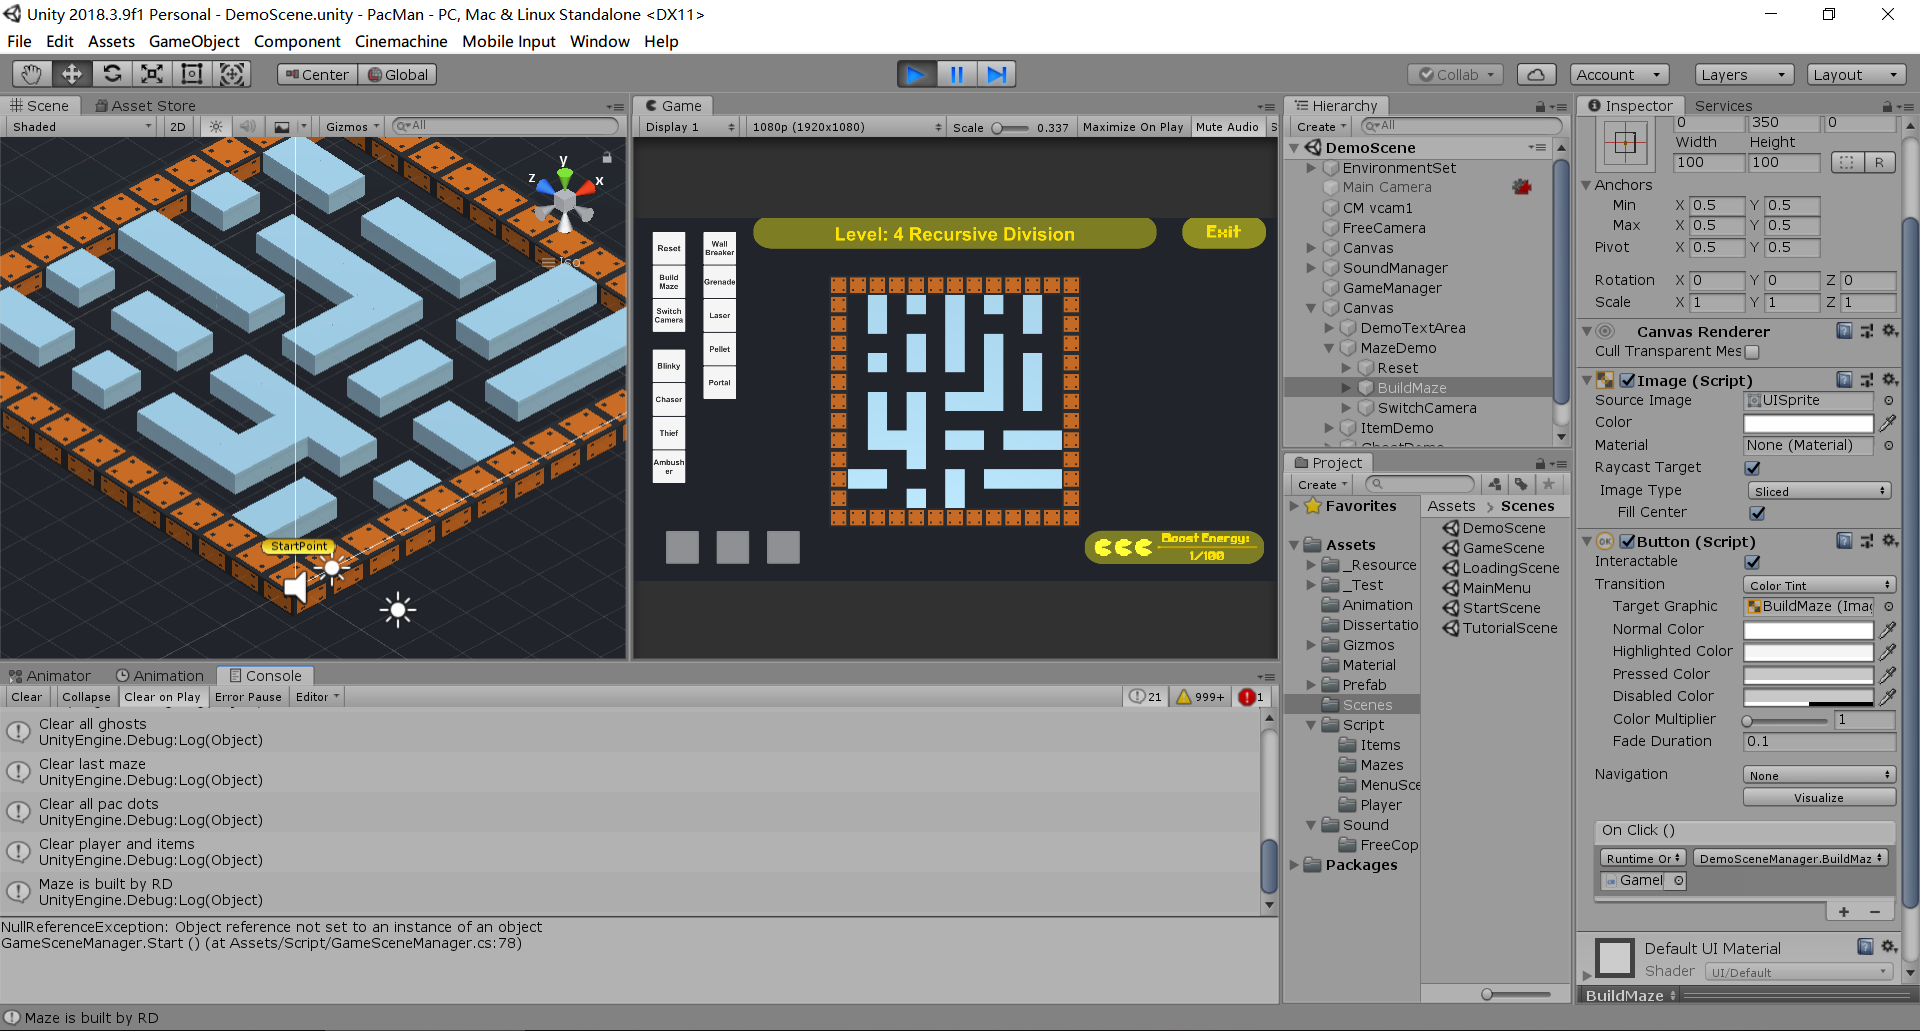 Unity 2018.3.9f1 Personal - DemoScene.unity - PacMan - PC, Mac & Linux Standalone <DX11>
File Edit Assets GameObject Component Cinemachine Mobile Input Window Help
Center Global
Collab Account Layers Layout
Scene Asset Store
Shaded 2D Gizmos All
y
z x
Iso
StartPoint
Game
Display 1 1080p (1920x1080) Scale 0.337 Maximize On Play Mute Audio S
Level: 4 Recursive Division
Exit
Reset
Build Maze
Switch Camera
Blinky
Chaser
Thief
Ambusher
Wall Breaker
Grenade
Laser
Pellet
Portal
Boost Energy:
1/100
Hierarchy
Create All
DemoScene
EnvironmentSet
Main Camera
CM vcam1
FreeCamera
Canvas
SoundManager
GameManager
Canvas
DemoTextArea
MazeDemo
Reset
BuildMaze
SwitchCamera
ItemDemo
GhostDemo
Project
Create
Favorites
Assets
_Resource
_Test
Animation
Dissertatio
Gizmos
Material
Prefab
Scenes
Script
Items
Mazes
MenuSce
Player
Sound
FreeCop
Packages
Assets > Scenes
DemoScene
GameScene
LoadingScene
MainMenu
StartScene
TutorialScene
Inspector Services
0 350 0
Width Height
100 100 R
Anchors
Min X 0.5 Y 0.5
Max X 0.5 Y 0.5
Pivot X 0.5 Y 0.5
Rotation X 0 Y 0 Z 0
Scale X 1 Y 1 Z 1
Canvas Renderer
Cull Transparent Mes
Image (Script)
Source Image UISprite
Color
Material None (Material)
Raycast Target
Image Type Sliced
Fill Center
OK Button (Script)
Interactable
Transition Color Tint
Target Graphic BuildMaze (Imag
Normal Color
Highlighted Color
Pressed Color
Disabled Color
Color Multiplier 1
Fade Duration 0.1
Navigation None
Visualize
On Click ()
Runtime Or DemoSceneManager.BuildMaz
GameI
+ −
Default UI Material
Shader UI/Default
BuildMaze
Animator Animation Console
Clear Collapse Clear on Play Error Pause Editor 21 999+ 1
Clear all ghosts
UnityEngine.Debug:Log(Object)
Clear last maze
UnityEngine.Debug:Log(Object)
Clear all pac dots
UnityEngine.Debug:Log(Object)
Clear player and items
UnityEngine.Debug:Log(Object)
Maze is built by RD
UnityEngine.Debug:Log(Object)
NullReferenceException: Object reference not set to an instance of an object
GameSceneManager.Start () (at Assets/Script/GameSceneManager.cs:78)
Maze is built by RD